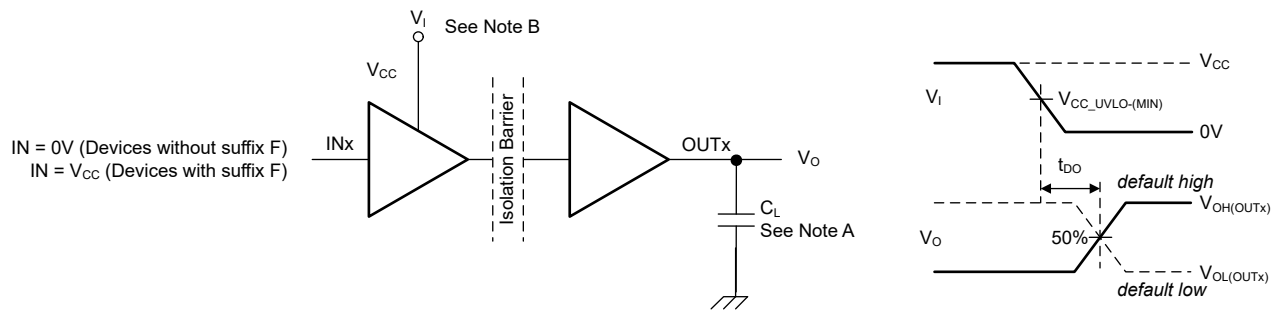 V_I
See Note B
V_CC
IN = 0V (Devices without suffix F)
IN = V_CC (Devices with suffix F)
INx
Isolation Barrier
OUTx
V_O
C_L
See Note A
V_I
V_CC
V_CC_UVLO-(MIN)
0V
t_DO
default high
V_OH(OUTx)
V_O
50%
V_OL(OUTx)
default low